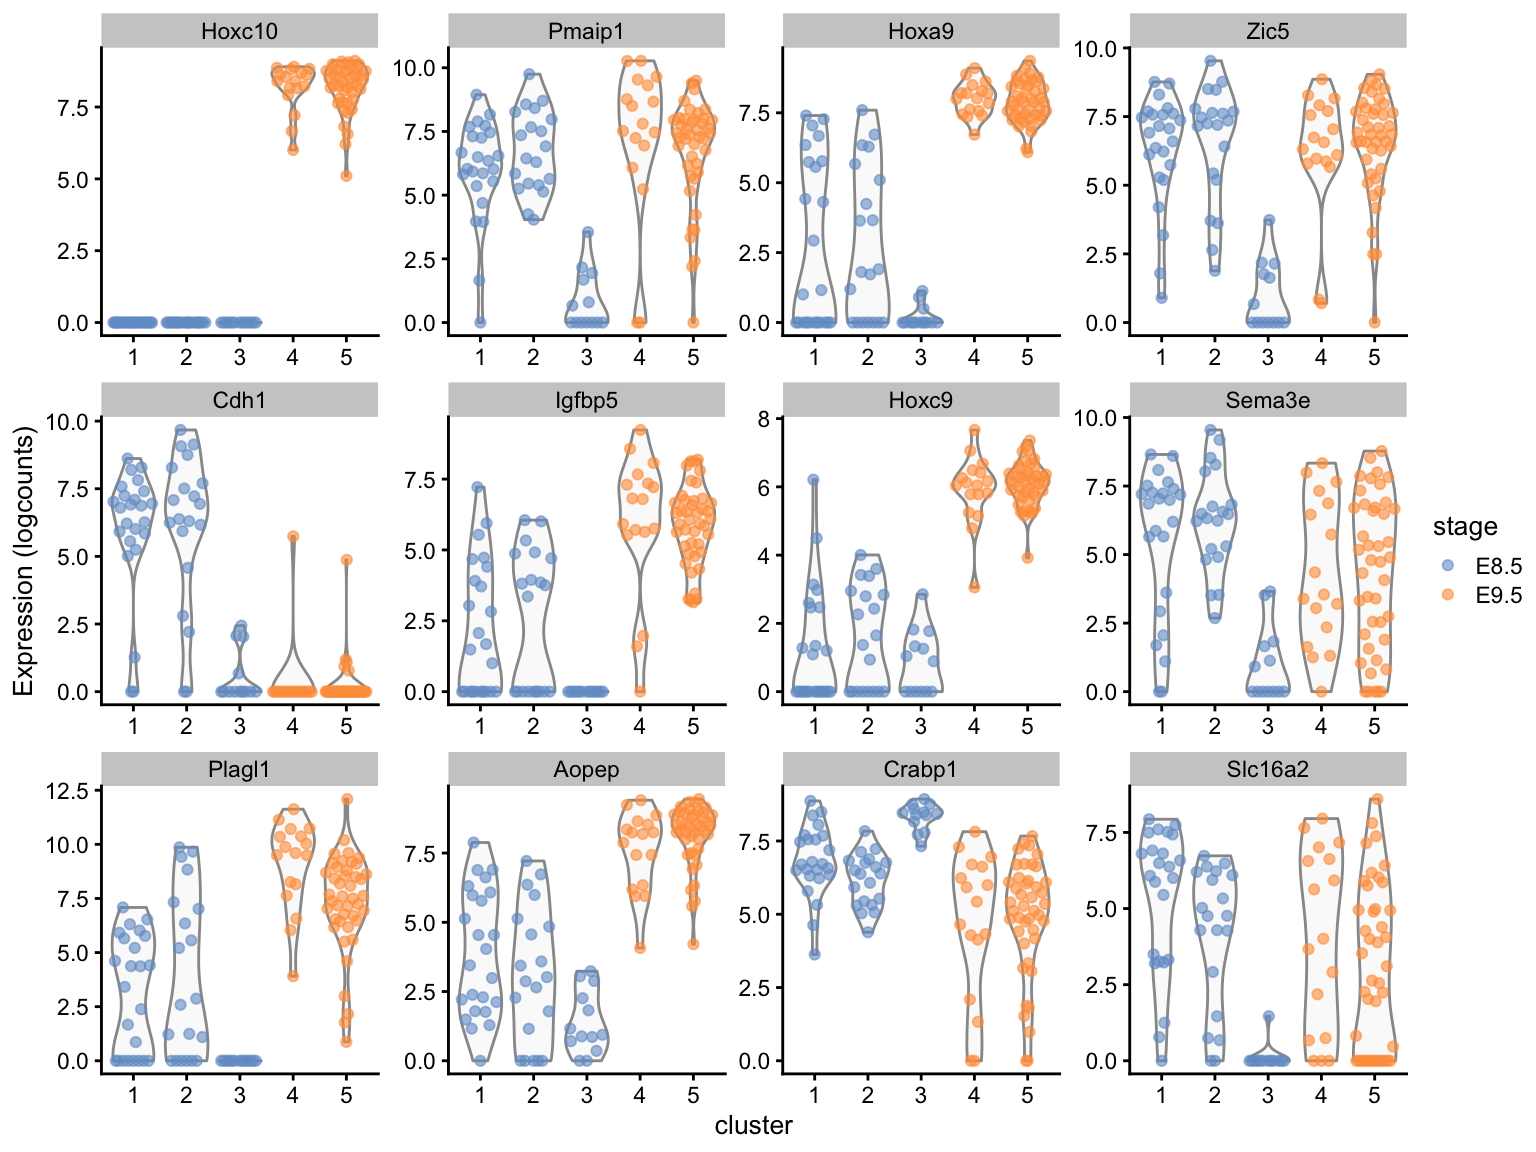 Hoxc10 Pmaip1 Hoxa9 Zic5
7.5 5.0 2.5 0.0
10.0 7.5 5.0 2.5 0.0
7.5 5.0 2.5 0.0
10.0 7.5 5.0 2.5 0.0
1 2 3 4 5 1 2 3 4 5 1 2 3 4 5 1 2 3 4 5
Cdh1 Igfbp5 Hoxc9 Sema3e
10.0 7.5 5.0 2.5 0.0
7.5 5.0 2.5 0.0
8 6 4 2 0
10.0 7.5 5.0 2.5 0.0
1 2 3 4 5 1 2 3 4 5 1 2 3 4 5 1 2 3 4 5
Plagl1 Aopep Crabp1 Slc16a2
12.5 10.0 7.5 5.0 2.5 0.0
7.5 5.0 2.5 0.0
7.5 5.0 2.5 0.0
7.5 5.0 2.5 0.0
1 2 3 4 5 1 2 3 4 5 1 2 3 4 5 1 2 3 4 5
Expression (logcounts)
cluster
stage
E8.5
E9.5